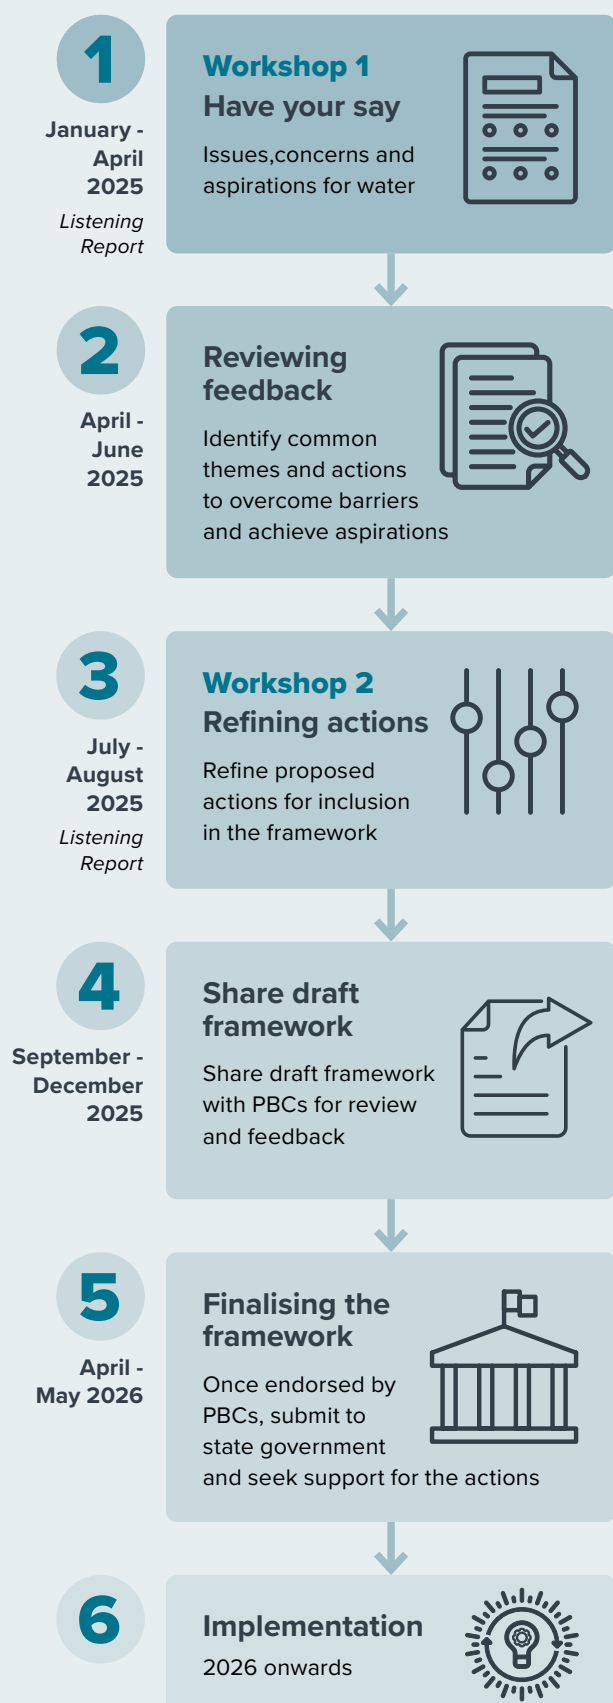 1
January -
April
2025
Listening
Report
Workshop 1
Have your say
Issues,concerns and
aspirations for water
2
April -
June
2025
Reviewing
feedback
Identify common
themes and actions
to overcome barriers
and achieve aspirations
3
July -
August
2025
Listening
Report
Workshop 2
Refining actions
Refine proposed
actions for inclusion
in the framework
4
September -
December
2025
Share draft
framework
Share draft framework
with PBCs for review
and feedback
5
April -
May 2026
Finalising the
framework
Once endorsed by
PBCs, submit to
state government
and seek support for the actions
6
Implementation
2026 onwards